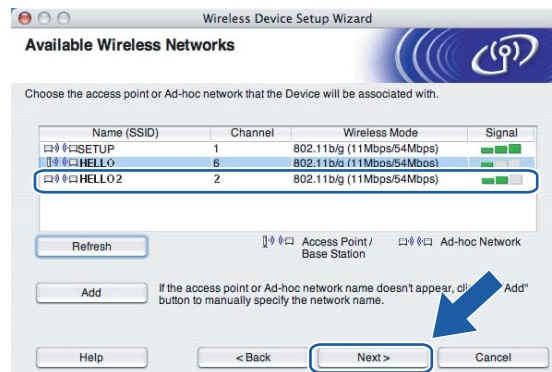 Wireless Device Setup Wizard
Available Wireless Networks
Choose the access point or Ad-hoc network that the Device will be associated with.
Name (SSID) Channel Wireless Mode Signal
SETUP 1 802.11b/g (11Mbps/54Mbps)
HELLO 6 802.11b/g (11Mbps/54Mbps)
HELLO2 2 802.11b/g (11Mbps/54Mbps)
Refresh Access Point / Ad-hoc Network
Base Station
Add If the access point or Ad-hoc network name doesn't appear, Add"
button to manually specify the network name.
Help < Back Next > Cancel